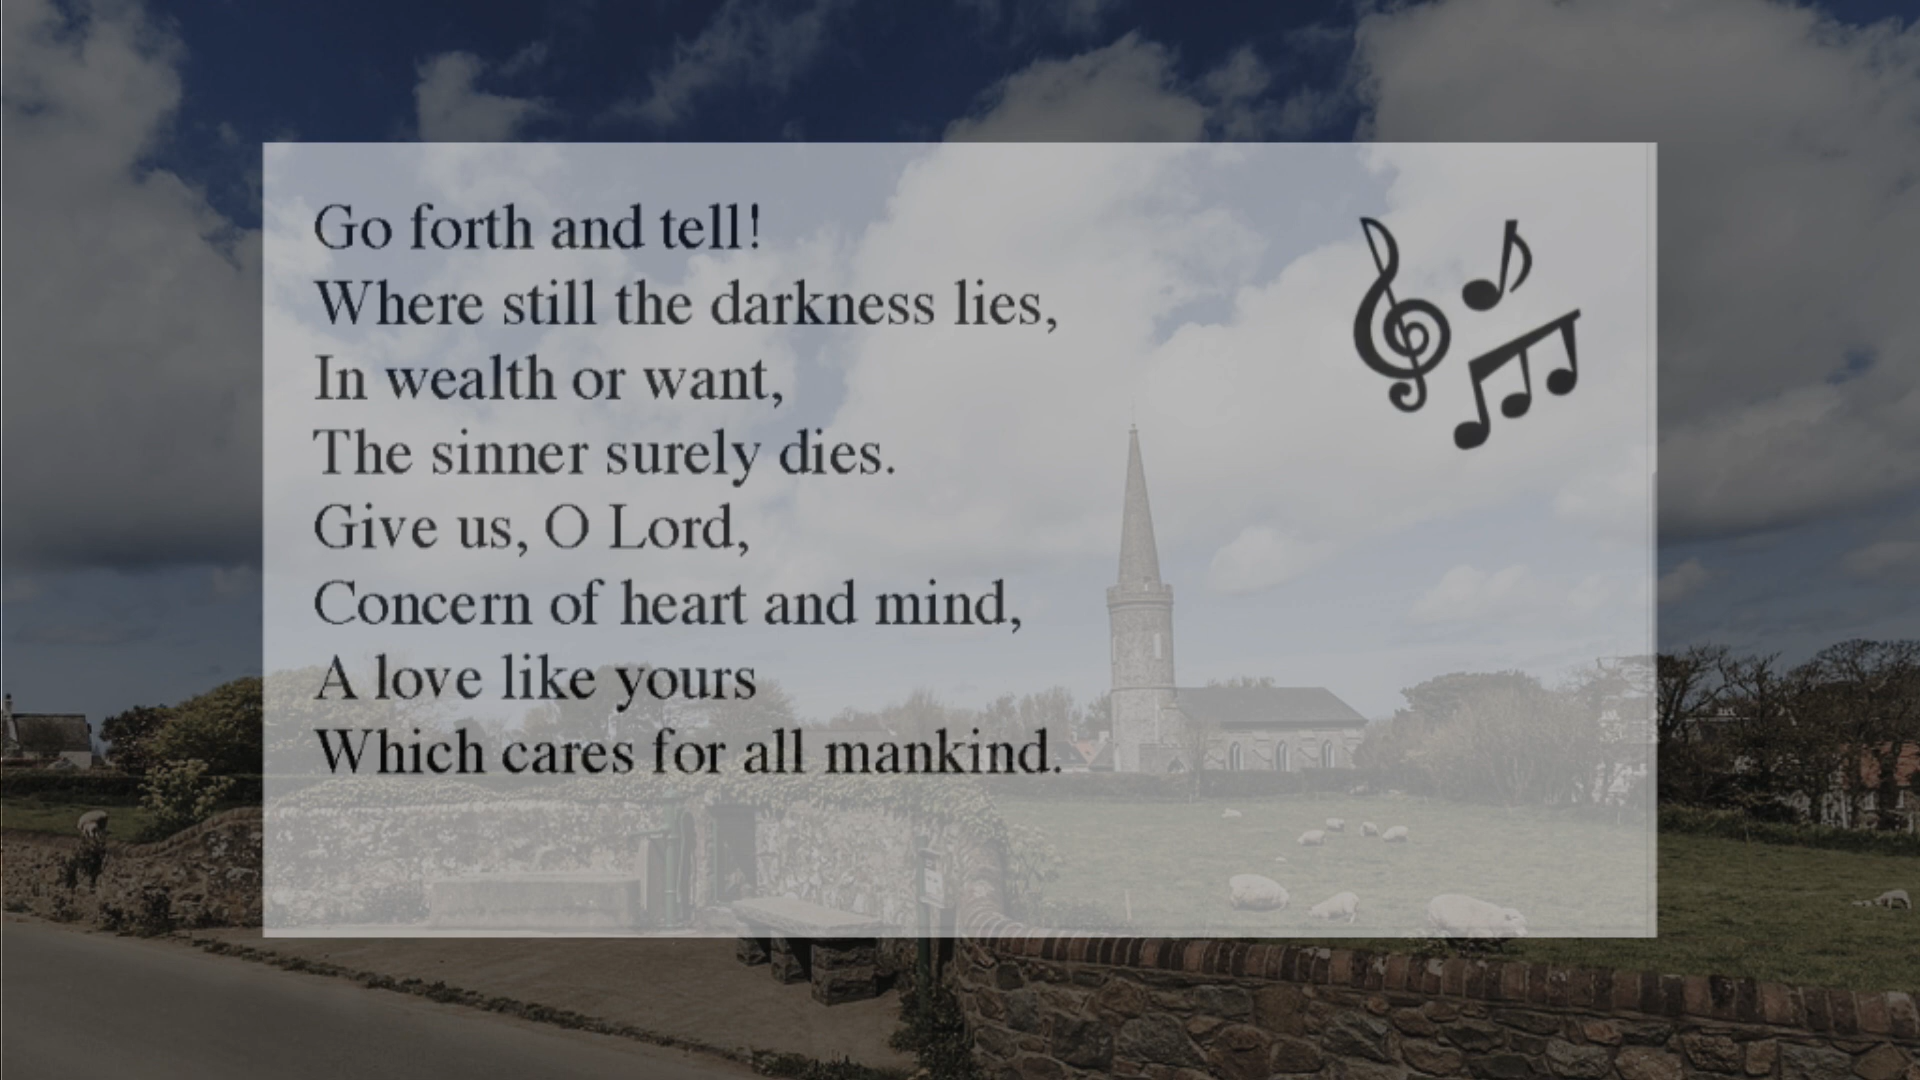 Go forth and tell!
Where still the darkness lies,
In wealth or want,
The sinner surely dies.
Give us, O Lord,
Concern of heart and mind,
A love like yours
Which cares for all mankind.